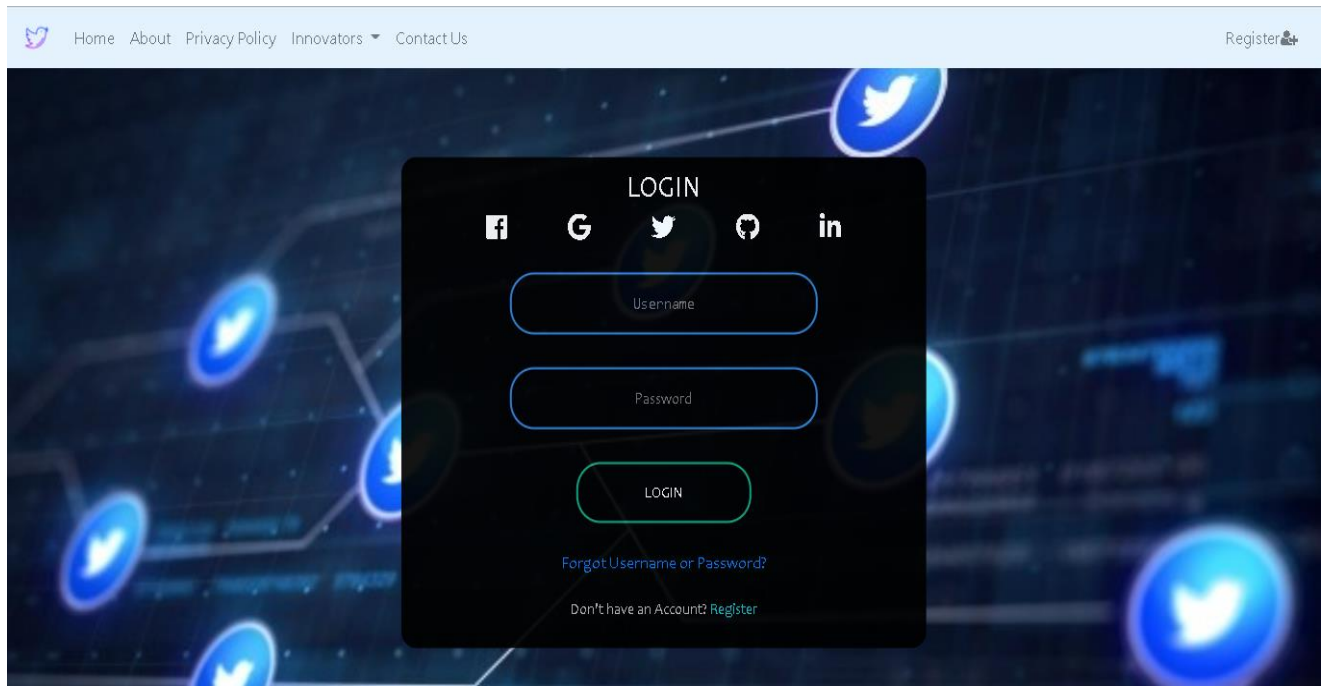 Home About Privacy Policy Innovators Contact Us Register
LOGIN
Username
Password
LOGIN
Forgot Username or Password?
Don't have an Account? Register